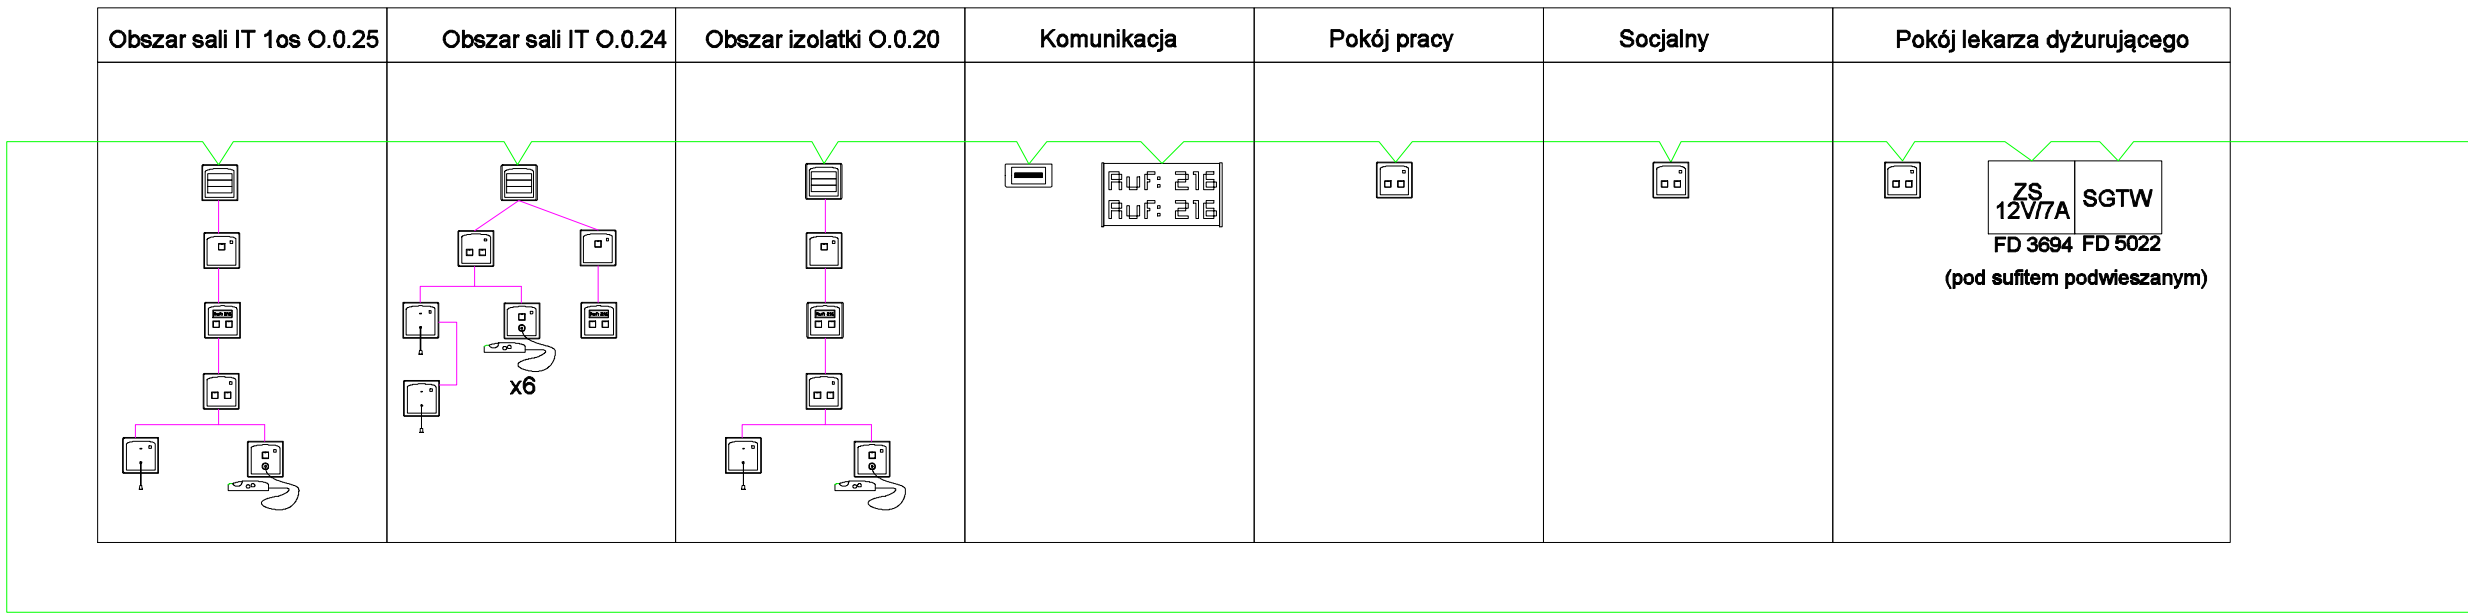 Obszar sali IT 1os O.0.25
Obszar sali IT O.0.24
Obszar izolatki O.0.20
Komunikacja
Pokój pracy
Socjalny
Pokój lekarza dyżurującego
Ruf: 216
Ruf: 216
ZS
12V/7A
SGTW
FD 3694
FD 5022
(pod sufitem podwieszanym)
x6